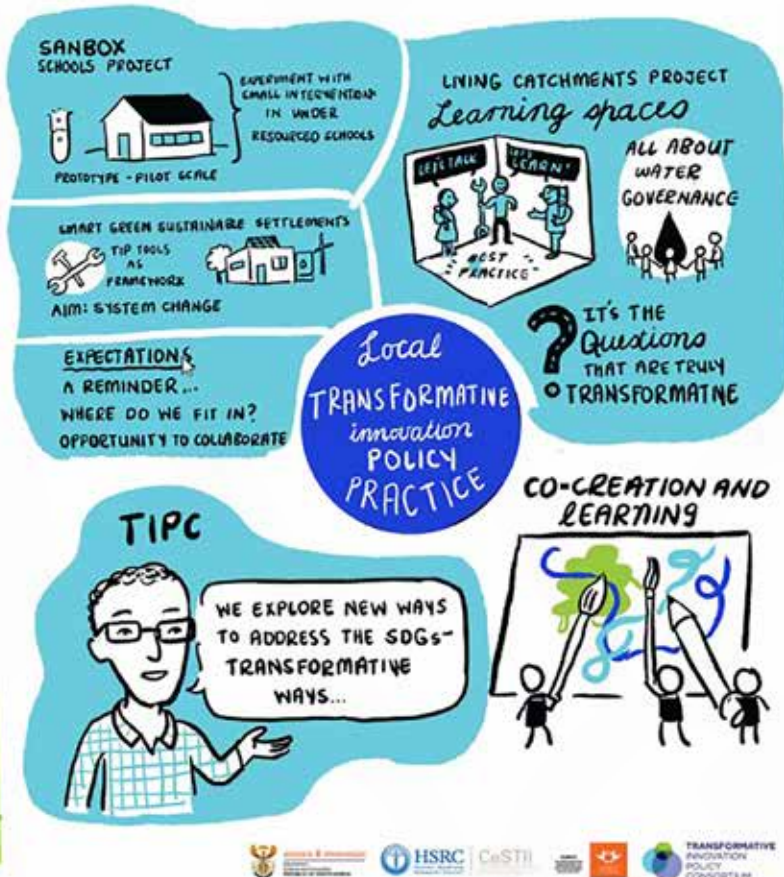 SANBOX
SCHOOLS PROJECT
EXPERIMENT WITH
SMALL INTERVENTION
IN UNDER
RESOURCED SCHOOLS
PROTOTYPE - PILOT SCALE
SMART GREEN SUSTAINABLE SETTLEMENTS
TIP TOOLS
AS
FRAMEWORK
AIM: SYSTEM CHANGE
EXPECTATIONS
A REMINDER...
WHERE DO WE FIT IN?
OPPORTUNITY TO COLLABORATE
LIVING CATCHMENTS PROJECT
Learning spaces
LET'S TALK
LET'S
LEARN!
BEST
PRACTICE
ALL ABOUT
WATER
GOVERNANCE
? IT'S THE
Questions
THAT ARE TRULY
TRANSFORMATIVE
Local
TRANSFORMATIVE
innovation
POLICY
PRACTICE
TIPC
WE EXPLORE NEW WAYS
TO ADDRESS THE SDGs-
TRANSFORMATIVE
WAYS...
CO-CREATION AND
LEARNING
HSRC
CeSTII
TRANSFORMATIVE
INNOVATION
POLICY
CONSORTIUM